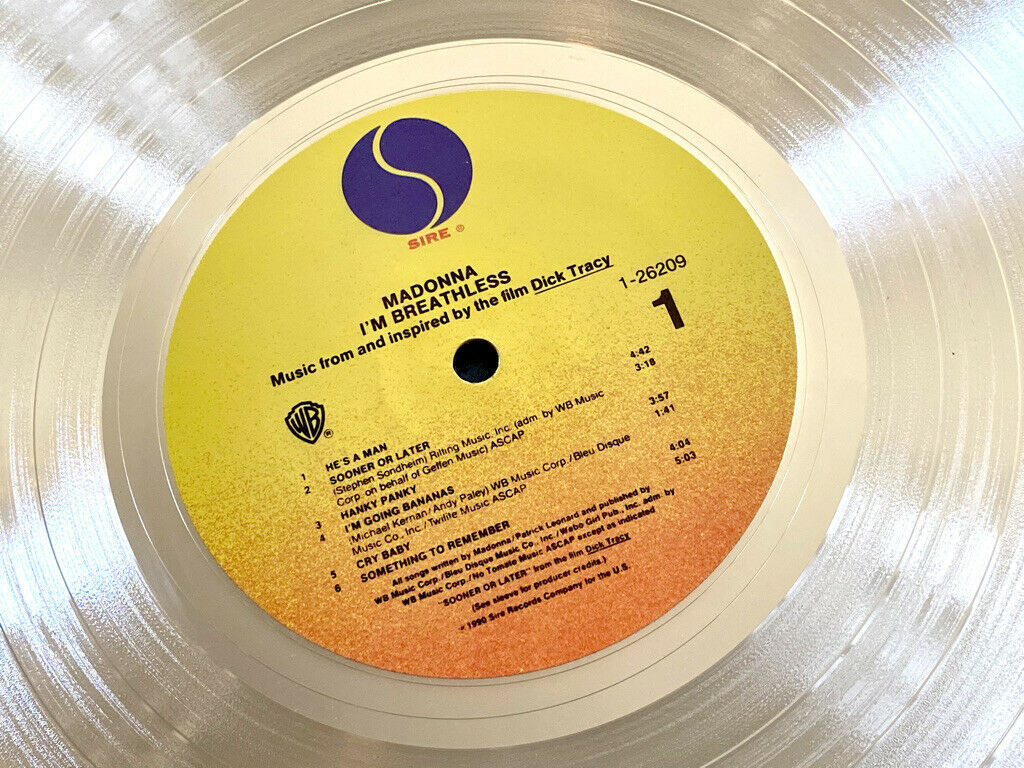 SIRE ®
MADONNA
I'M BREATHLESS
Music from and inspired by the film Dick Tracy
1-26209
1
WB ®
1 HE'S A MAN 4:42
2 SOONER OR LATER 3:18
(Stephen Sondheim) Rilting Music, Inc. (adm. by WB Music
Corp. on behalf of Geffen Music) ASCAP
3 HANKY PANKY 3:57
4 I'M GOING BANANAS 1:41
(Michael Kernan/Andy Paley) WB Music Corp./Bleu Disque
Music Co., Inc./Twilite Music ASCAP
5 CRY BABY 4:04
6 SOMETHING TO REMEMBER 5:03
All songs written by Madonna/Patrick Leonard and published by
WB Music Corp./Bleu Disque Music Co., Inc./Webo Girl Pub., Inc. adm. by
WB Music Corp./No Tomato Music ASCAP except as indicated
"SOONER OR LATER" from the film Dick Tracy
(See sleeve for producer credits.)
℗ 1990 Sire Records Company for the U.S.